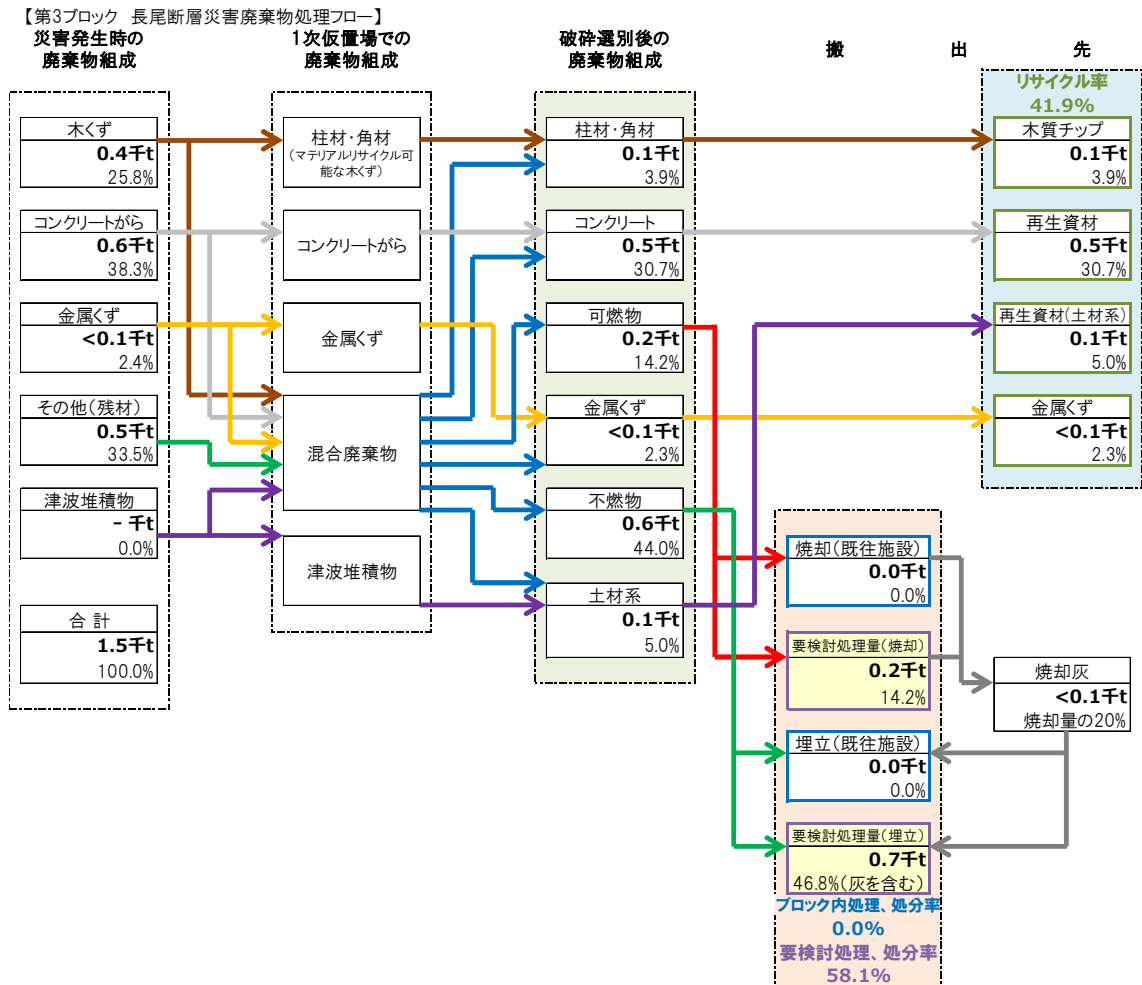 【第3ブロック 長尾断層災害廃棄物処理フロー】
災害発生時の
廃棄物組成
木くず
0.4千t
25.8%
コンクリートがら
0.6千t
38.3%
金属くず
<0.1千t
2.4%
その他(残材)
0.5千t
33.5%
津波堆積物
- 千t
0.0%
合 計
1.5千t
100.0%
1次仮置場での
廃棄物組成
柱材・角材
(マテリアルリサイクル可
能な木くず)
コンクリートがら
金属くず
混合廃棄物
津波堆積物
破砕選別後の
廃棄物組成
柱材・角材
0.1千t
3.9%
コンクリート
0.5千t
30.7%
可燃物
0.2千t
14.2%
金属くず
<0.1千t
2.3%
不燃物
0.6千t
44.0%
土材系
0.1千t
5.0%
搬 出 先
リサイクル率
41.9%
木質チップ
0.1千t
3.9%
再生資材
0.5千t
30.7%
再生資材(土材系)
0.1千t
5.0%
金属くず
<0.1千t
2.3%
焼却(既往施設)
0.0千t
0.0%
要検討処理量(焼却)
0.2千t
14.2%
焼却灰
<0.1千t
焼却量の20%
埋立(既往施設)
0.0千t
0.0%
要検討処理量(埋立)
0.7千t
46.8%(灰を含む)
ブロック内処理、処分率
0.0%
要検討処理、処分率
58.1%